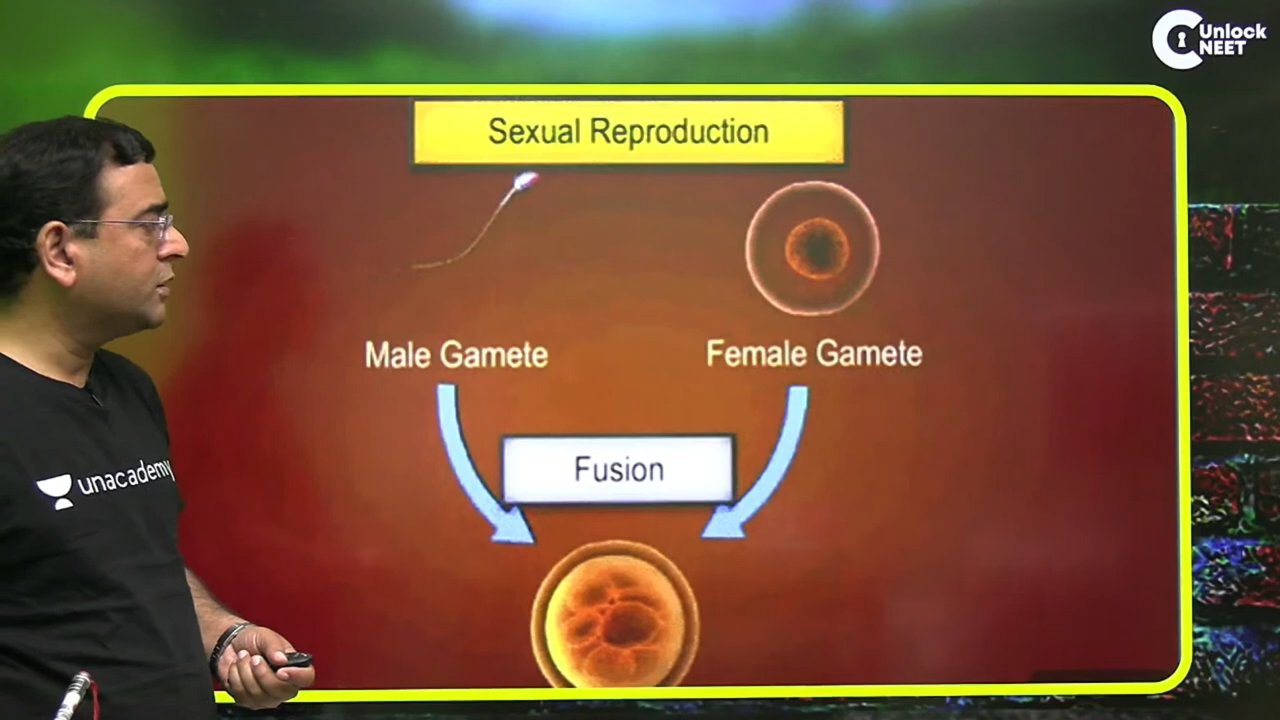 Unlock
NEET
Sexual Reproduction
Male Gamete
Female Gamete
Fusion
unacademy